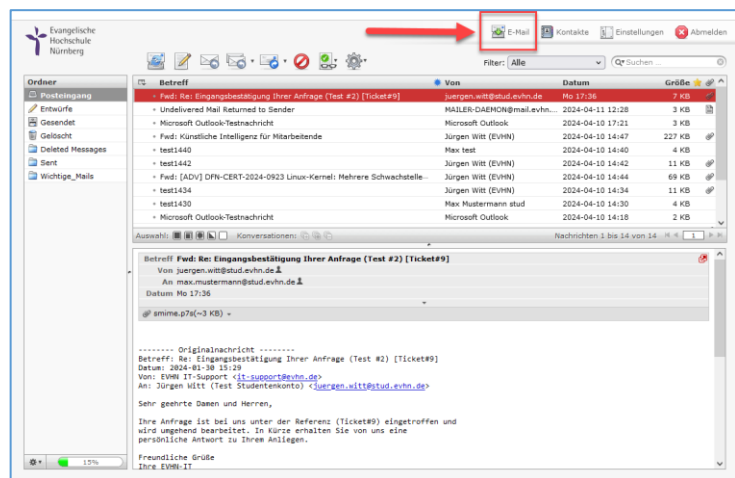 Evangelische
Hochschule
Nürnberg
E-Mail Kontakte Einstellungen Abmelden
Filter: Alle Suchen ...
Ordner
Posteingang
Entwürfe
Gesendet
Gelöscht
Deleted Messages
Sent
Wichtige_Mails
Betreff Von Datum Größe
Fwd: Re: Eingangsbestätigung Ihrer Anfrage (Test #2) [Ticket#9] juergen.witt@stud.evhn.de Mo 17:36 7 KB
Undelivered Mail Returned to Sender MAILER-DAEMON@mail.evhn... 2024-04-11 12:28 3 KB
Microsoft Outlook-Testnachricht Microsoft Outlook 2024-04-10 17:21 3 KB
Fwd: Künstliche Intelligenz für Mitarbeitende Jürgen Witt (EVHN) 2024-04-10 14:47 227 KB
test1440 Max test 2024-04-10 14:40 4 KB
test1442 Jürgen Witt (EVHN) 2024-04-10 14:42 11 KB
Fwd: [ADV] DFN-CERT-2024-0923 Linux-Kernel: Mehrere Schwachstelle... Jürgen Witt (EVHN) 2024-04-10 14:44 69 KB
test1434 Jürgen Witt (EVHN) 2024-04-10 14:34 11 KB
test1430 Max Mustermann stud 2024-04-10 14:30 4 KB
Microsoft Outlook-Testnachricht Microsoft Outlook 2024-04-10 14:18 2 KB
Auswahl: Konversationen: Nachrichten 1 bis 14 von 14 1
Betreff Fwd: Re: Eingangsbestätigung Ihrer Anfrage (Test #2) [Ticket#9]
Von juergen.witt@stud.evhn.de
An max.mustermann@stud.evhn.de
Datum Mo 17:36
smime.p7s(~3 KB)
-------- Originalnachricht --------
Betreff: Re: Eingangsbestätigung Ihrer Anfrage (Test #2) [Ticket#9]
Datum: 2024-01-30 15:29
Von: EVHN IT-Support <it-support@evhn.de>
An: Jürgen Witt (Test Studentenkonto) <juergen.witt@stud.evhn.de>
Sehr geehrte Damen und Herren,
Ihre Anfrage ist bei uns unter der Referenz (Ticket#9) eingetroffen und
wird umgehend bearbeitet. In Kürze erhalten Sie von uns eine
persönliche Antwort zu Ihrem Anliegen.
Freundliche Grüße
Ihre EVHN-IT
15%